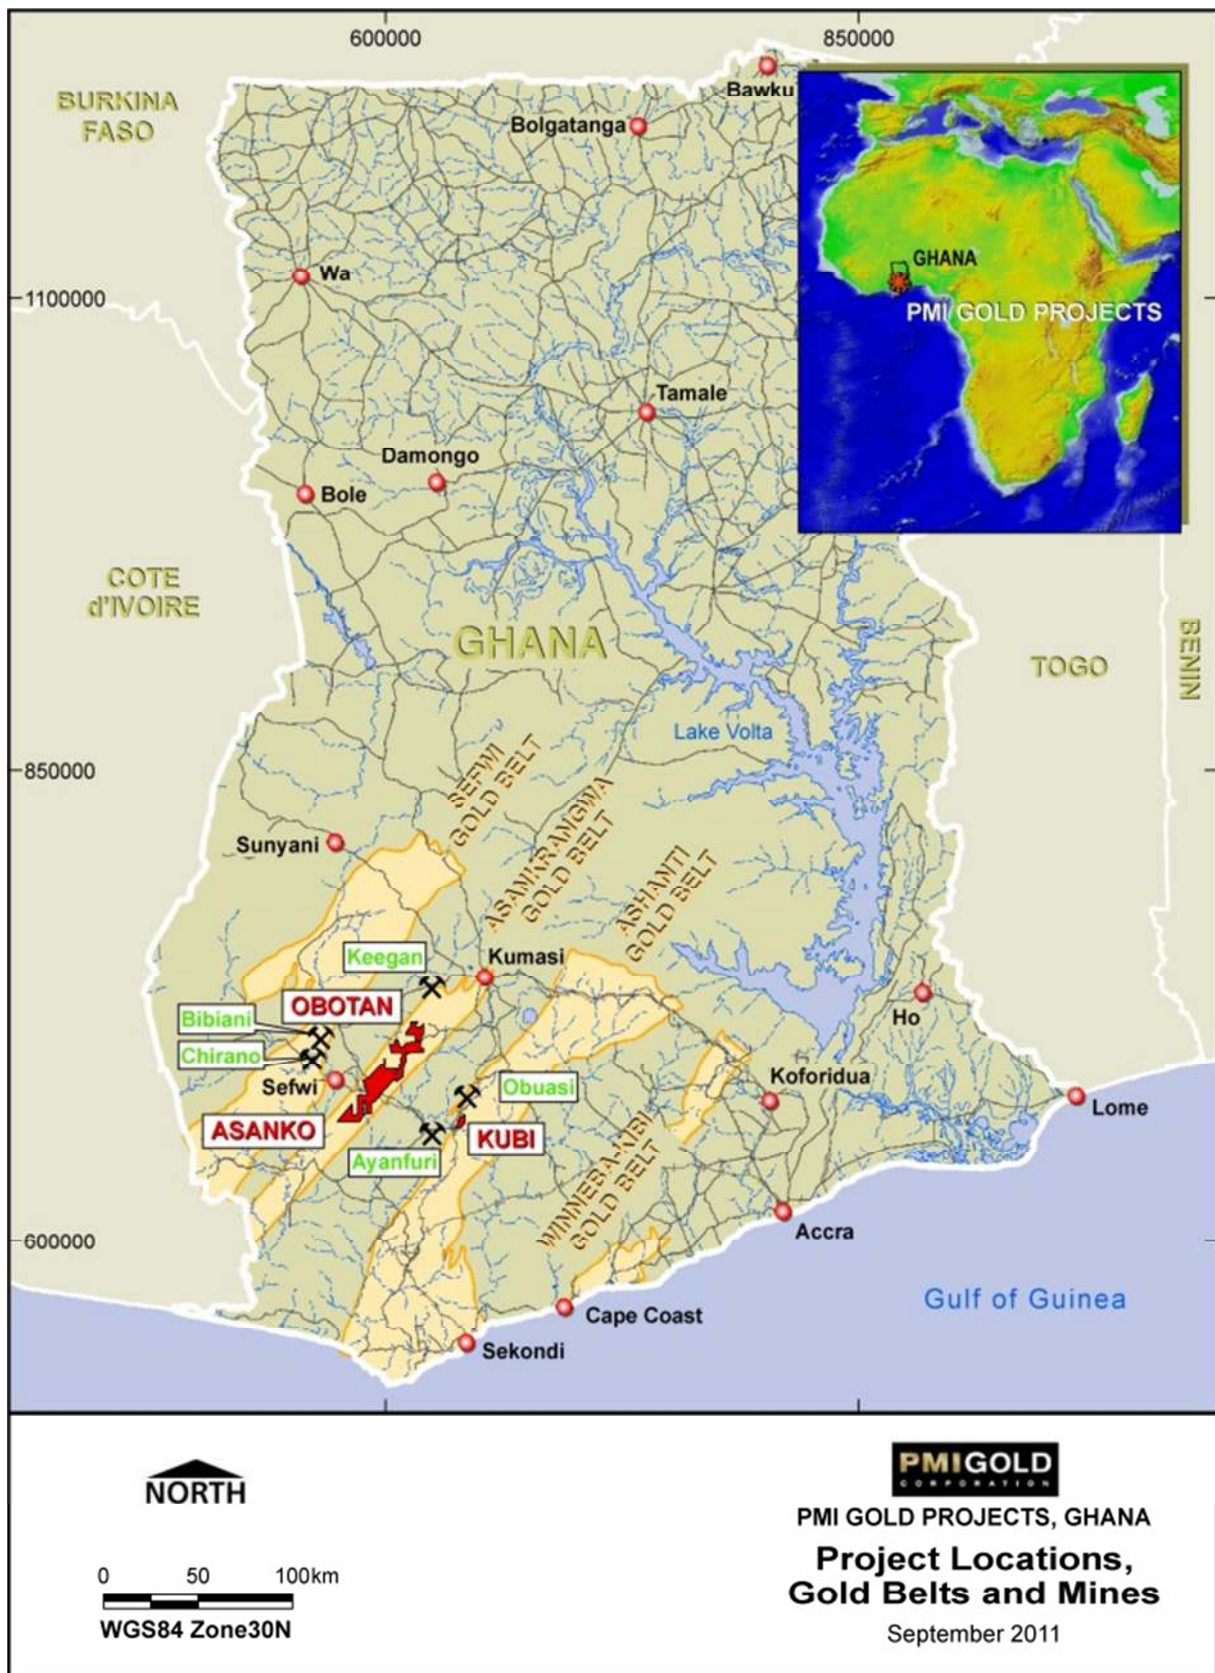 600000
850000
BURKINA
FASO
Bawku
Bolgatanga
Wa
GHANA
PMI GOLD PROJECTS
1100000
Tamale
Damongo
Bole
COTE
d'IVOIRE
GHANA
TOGO
BENIN
Lake Volta
SEFWI
GOLD BELT
850000
ASANKRANGWA
GOLD BELT
Sunyani
ASHANTI
GOLD BELT
Keegan
Kumasi
OBOTAN
Bibiani
Ho
Chirano
Sefwi
Obuasi
Koforidua
Lome
ASANKO
KUBI
Ayanfuri
WINNEBA-KIBI
GOLD BELT
Accra
600000
Gulf of Guinea
Cape Coast
Sekondi
NORTH
0 50 100km
WGS84 Zone30N
PMIGOLD
CORPORATION
PMI GOLD PROJECTS, GHANA
Project Locations,
Gold Belts and Mines
September 2011